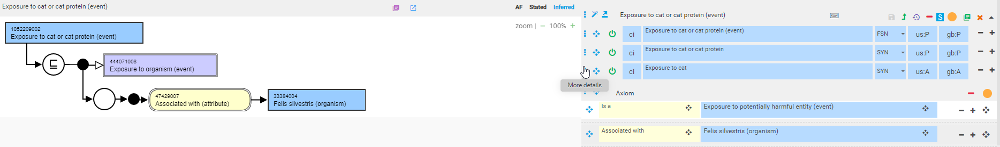 Exposure to cat or cat protein (event)
AF Stated Inferred
zoom | − 100% +
1052209002
Exposure to cat or cat protein (event)
444071008
Exposure to organism (event)
47429007
Associated with (attribute)
33384004
Felis silvestris (organism)
Exposure to cat or cat protein (event)
S
ci Exposure to cat or cat protein (event) FSN us:P gb:P
ci Exposure to cat or cat protein SYN us:P gb:P
ci Exposure to cat SYN us:A gb:A
More details
Axiom
Is a Exposure to potentially harmful entity (event)
Associated with Felis silvestris (organism)